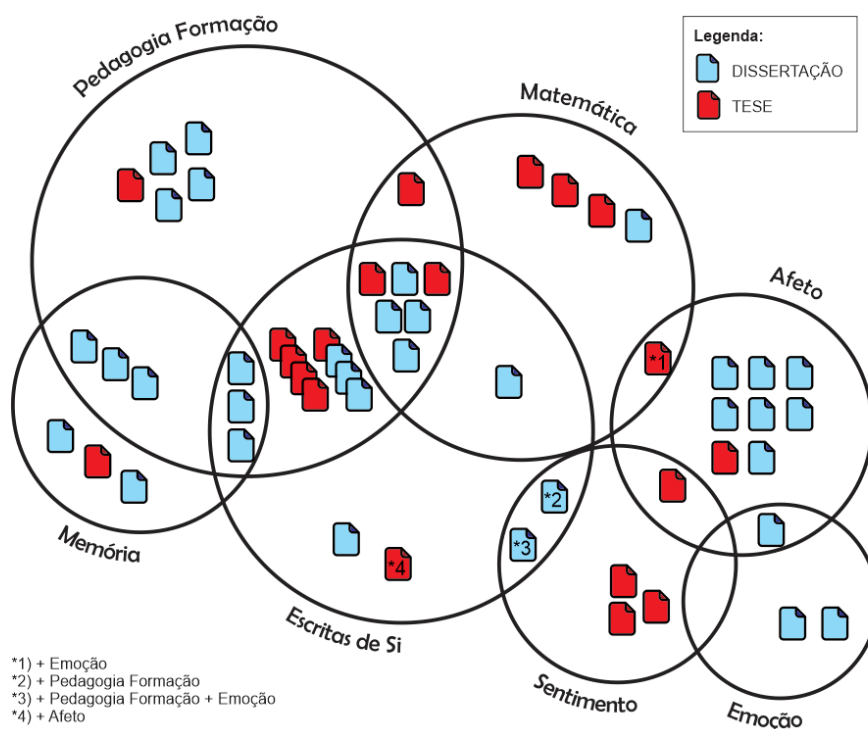 Pedagogia Formação
Legenda:
DISSERTAÇÃO
TESE
Matemática
Afeto
*1
*2
*3
*4
Memória
Escritas de Si
Sentimento
Emoção
*1) + Emoção
*2) + Pedagogia Formação
*3) + Pedagogia Formação + Emoção
*4) + Afeto